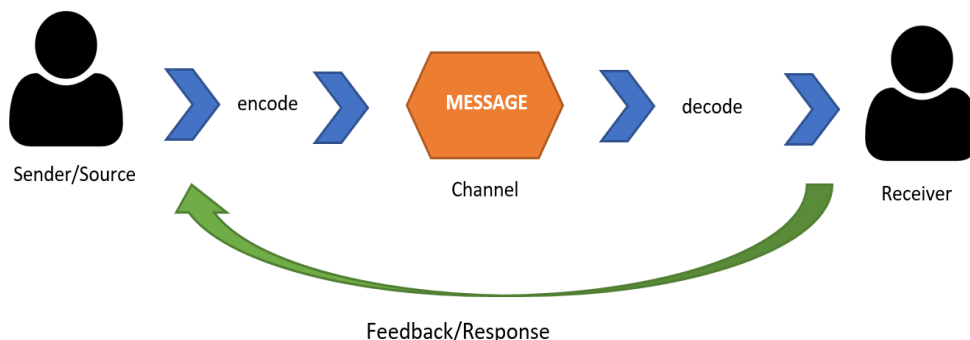 encode
MESSAGE
decode
Sender/Source
Channel
Receiver
Feedback/Response